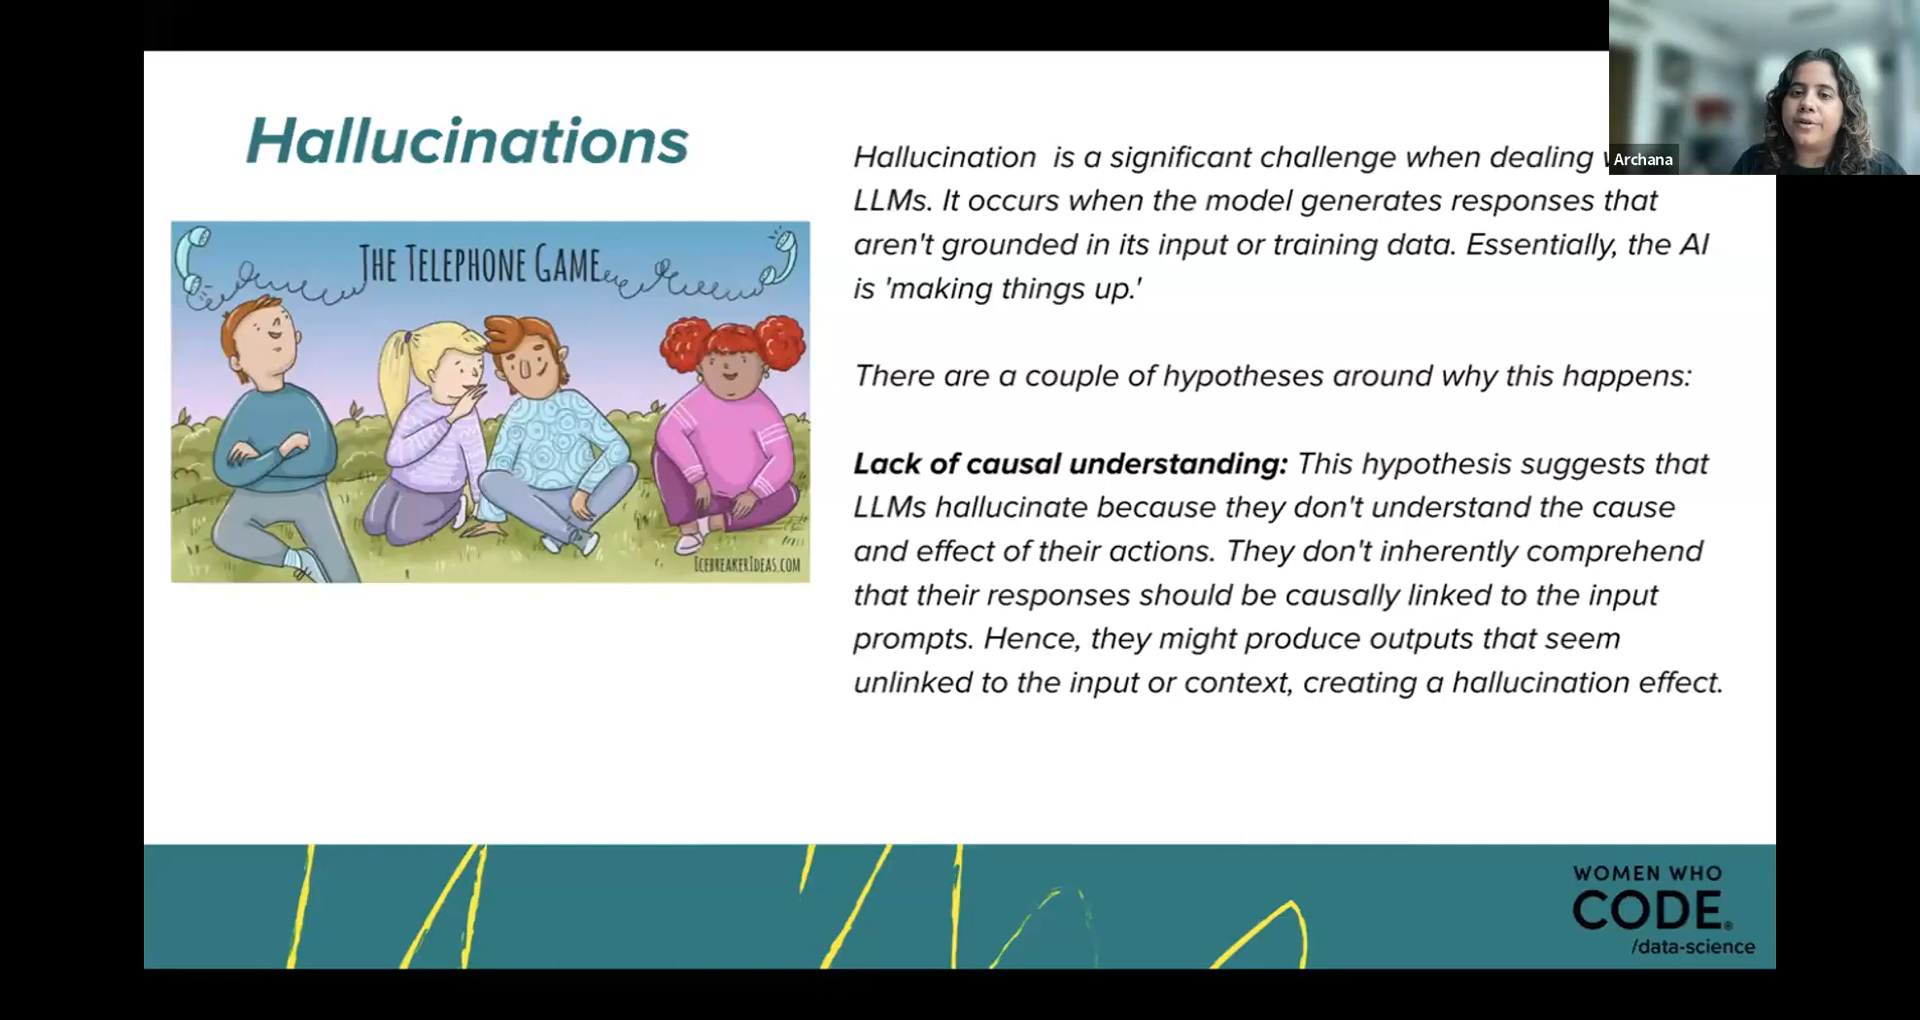 Hallucinations
THE TELEPHONE GAME
ICEBREAKERIDEAS.COM
Hallucination is a significant challenge when dealing
LLMs. It occurs when the model generates responses that
aren't grounded in its input or training data. Essentially, the AI
is 'making things up.'
There are a couple of hypotheses around why this happens:
Lack of causal understanding: This hypothesis suggests that
LLMs hallucinate because they don't understand the cause
and effect of their actions. They don't inherently comprehend
that their responses should be causally linked to the input
prompts. Hence, they might produce outputs that seem
unlinked to the input or context, creating a hallucination effect.
Archana
WOMEN WHO
CODE®
/data-science